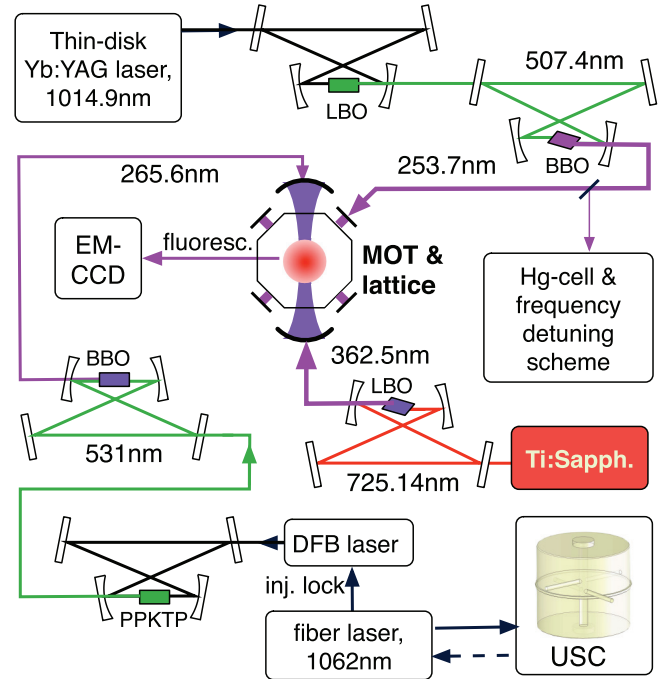 Thin-disk
Yb:YAG laser,
1014.9nm
LBO
507.4nm
BBO
253.7nm
265.6nm
EM-
CCD
fluoresc.
MOT &
lattice
Hg-cell &
frequency
detuning
scheme
362.5nm
BBO
LBO
531nm
725.14nm
Ti:Sapph.
DFB laser
inj. lock
PPKTP
fiber laser,
1062nm
USC